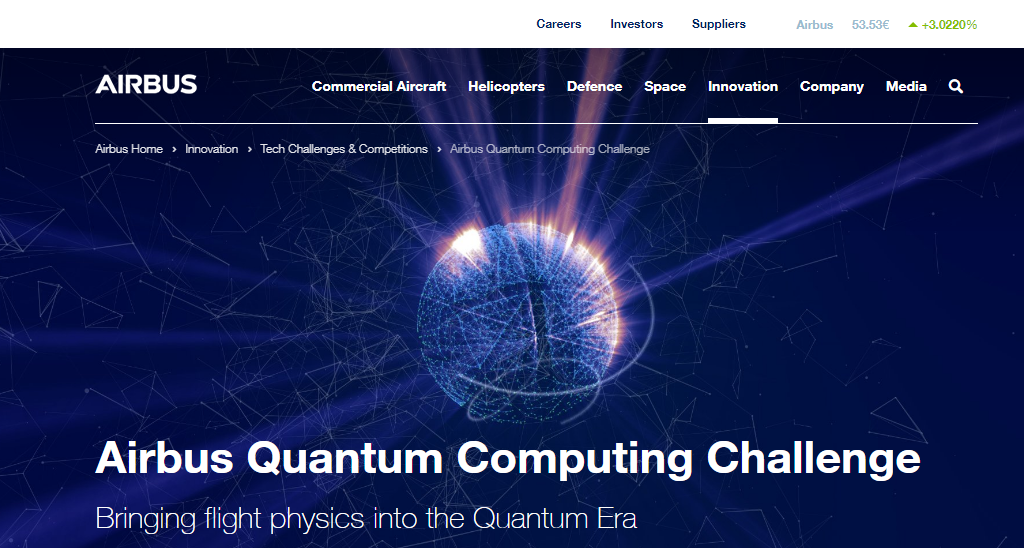 Careers Investors Suppliers Airbus 53.53€ +3.0220%
AIRBUS Commercial Aircraft Helicopters Defence Space Innovation Company Media
Airbus Home › Innovation › Tech Challenges & Competitions › Airbus Quantum Computing Challenge
Airbus Quantum Computing Challenge
Bringing flight physics into the Quantum Era